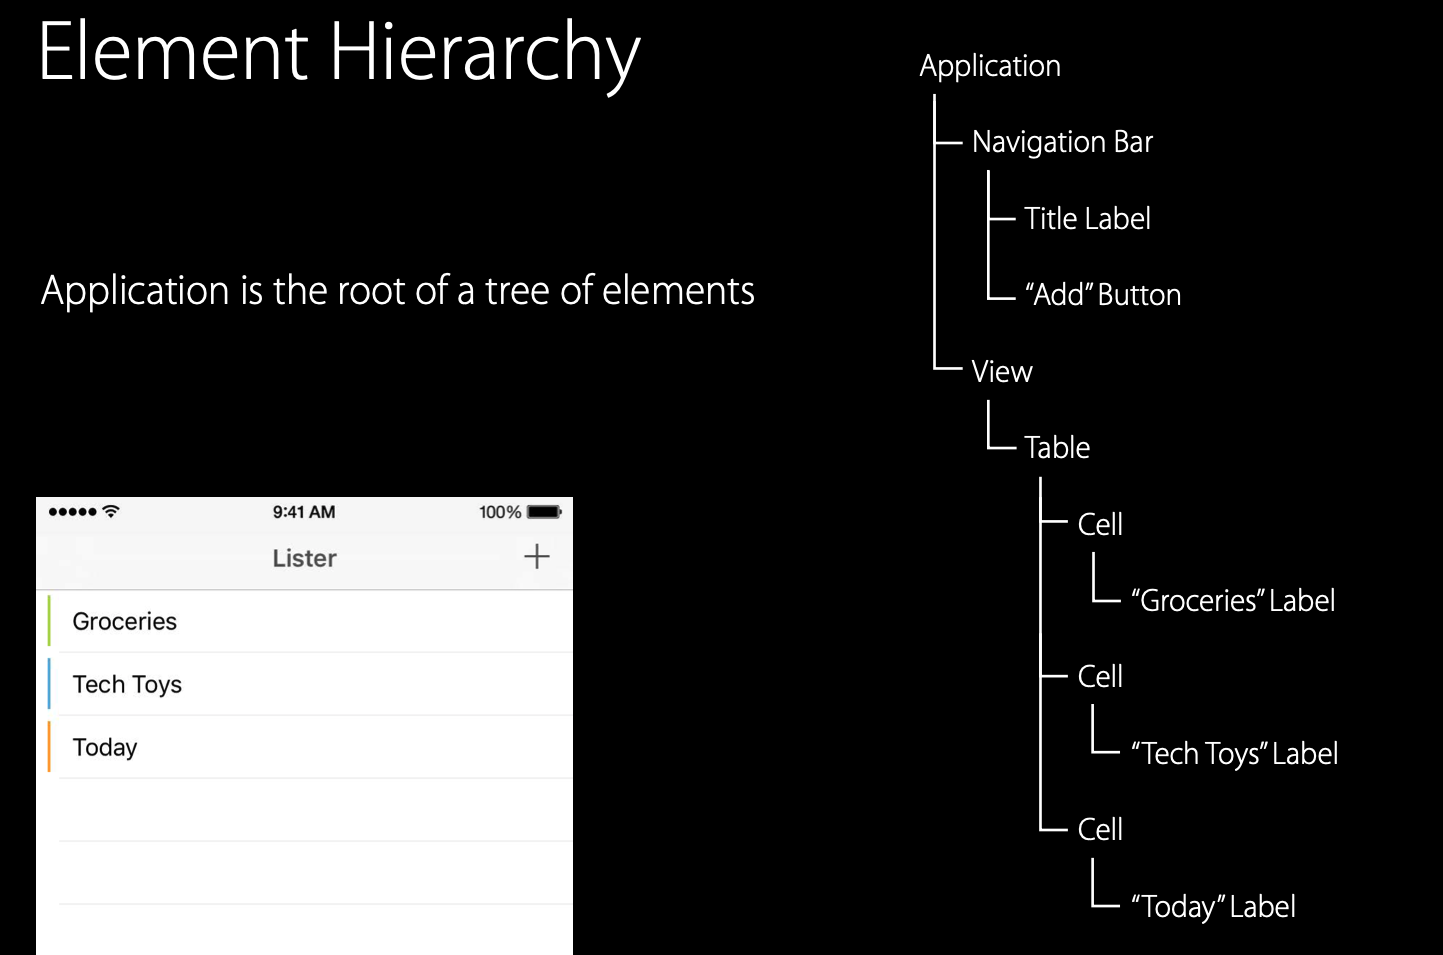 Element Hierarchy
Application is the root of a tree of elements
9:41 AM
100%
Lister
Groceries
Tech Toys
Today
Application
Navigation Bar
Title Label
“Add” Button
View
Table
Cell
“Groceries” Label
Cell
“Tech Toys” Label
Cell
“Today” Label